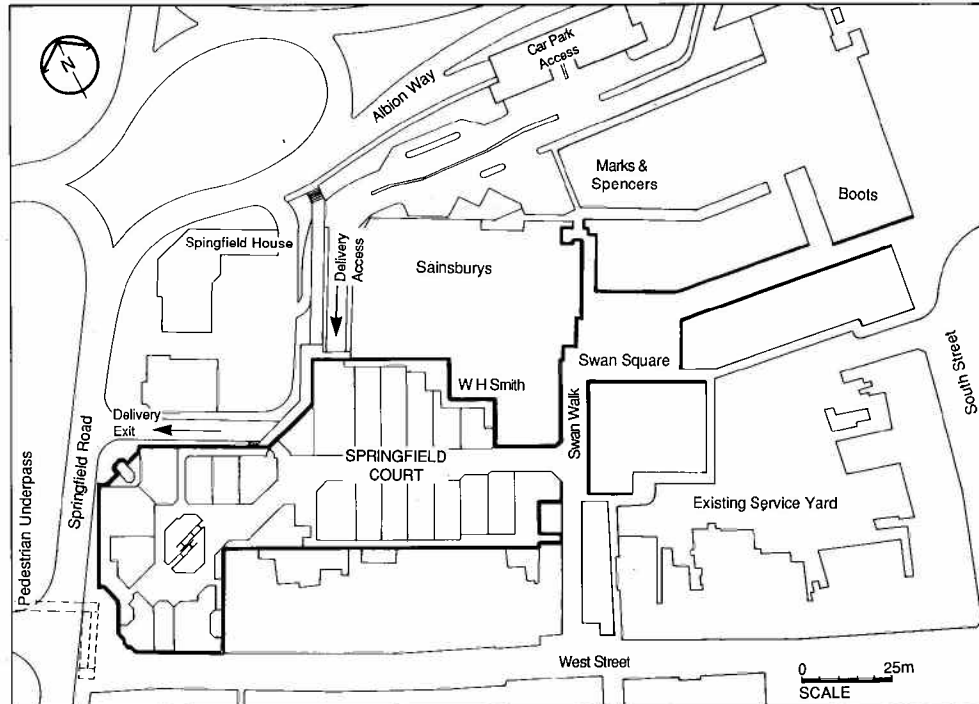 N
Car Park
Access
Albion Way
Marks &
Spencers
Boots
Spingfield House
Delivery
Access
Sainsburys
Swan Square
South Street
W H Smith
Swan Walk
Delivery
Exit
Springfield Road
Pedestrian Underpass
SPRINGFIELD
COURT
Existing Service Yard
West Street
0 25m
SCALE